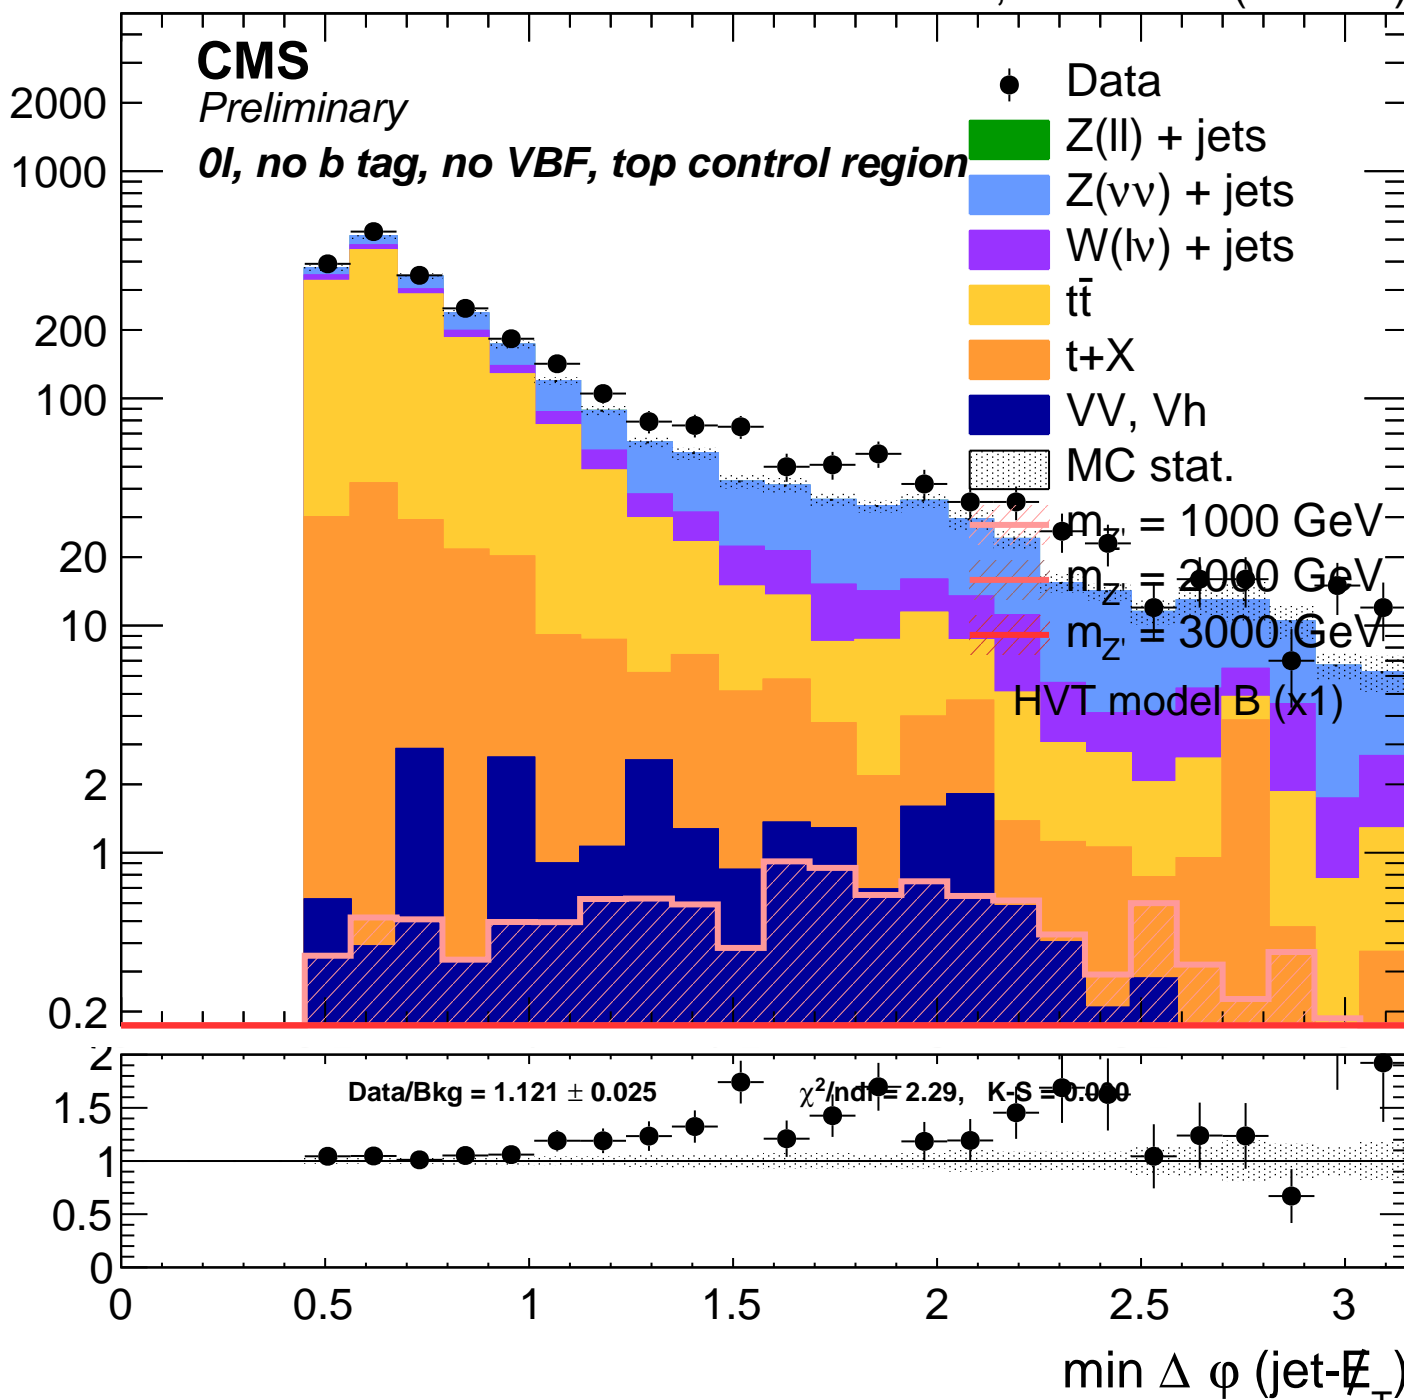 CMS
Preliminary
0l, no b tag, no VBF, top control region
Data
Z(ll) + jets
Z(νν) + jets
W(lν) + jets
tt̄
t+X
VV, Vh
MC stat.
m_Z' = 1000 GeV
m_Z' = 2000 GeV
m_Z' = 3000 GeV
HVT model B (x1)
2000
1000
200
100
20
10
2
1
0.2
Data/Bkg = 1.121 ± 0.025
χ²/ndf = 2.29, K-S = 0.000
2
1.5
1
0.5
0
0 0.5 1 1.5 2 2.5 3
min Δ φ (jet-E̸_T)